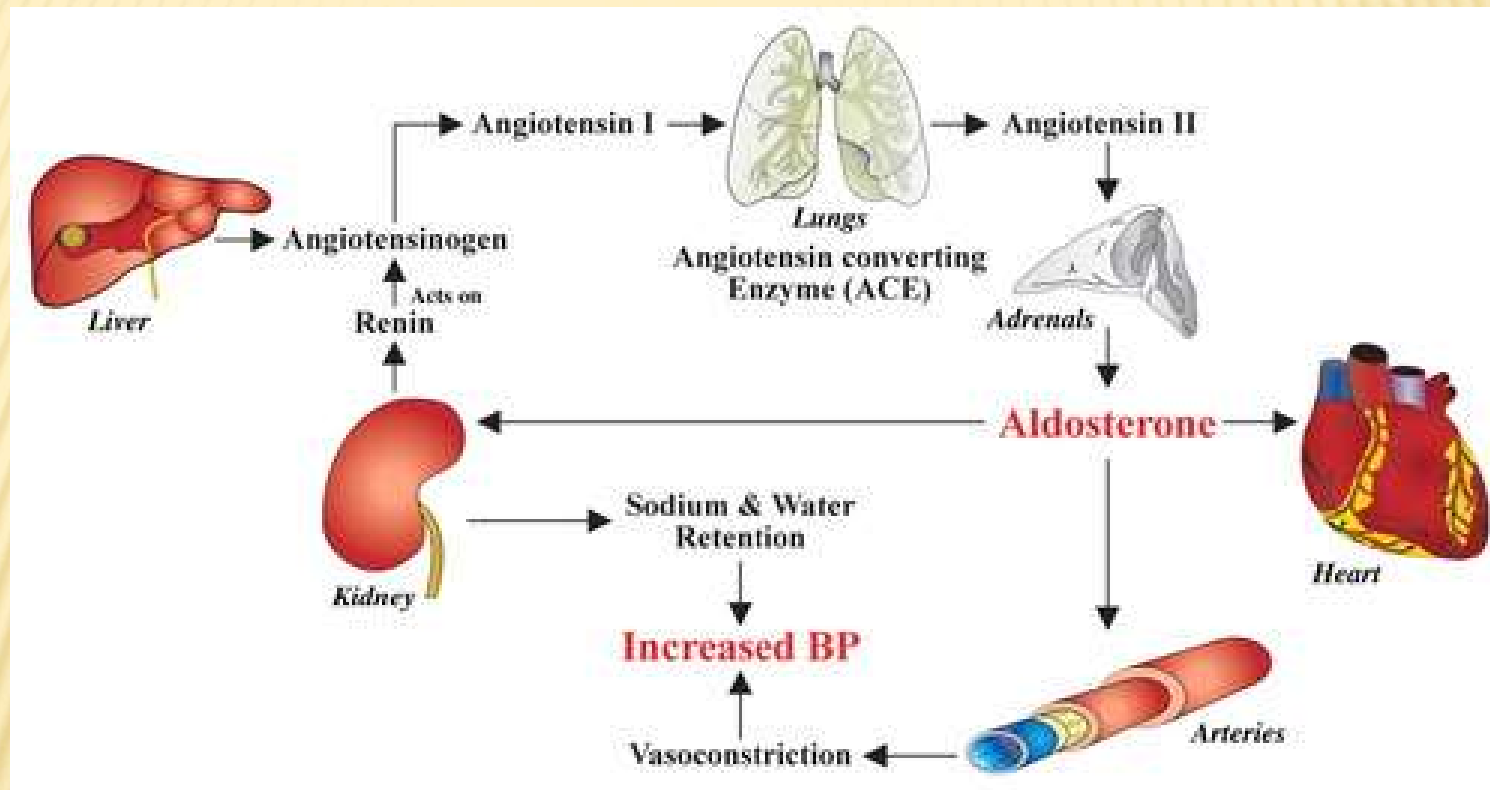 Angiotensin I
Angiotensin II
Lungs
Angiotensin converting
Enzyme (ACE)
Angiotensinogen
Acts on
Renin
Liver
Adrenals
Aldosterone
Sodium & Water
Retention
Kidney
Heart
Increased BP
Vasoconstriction
Arteries